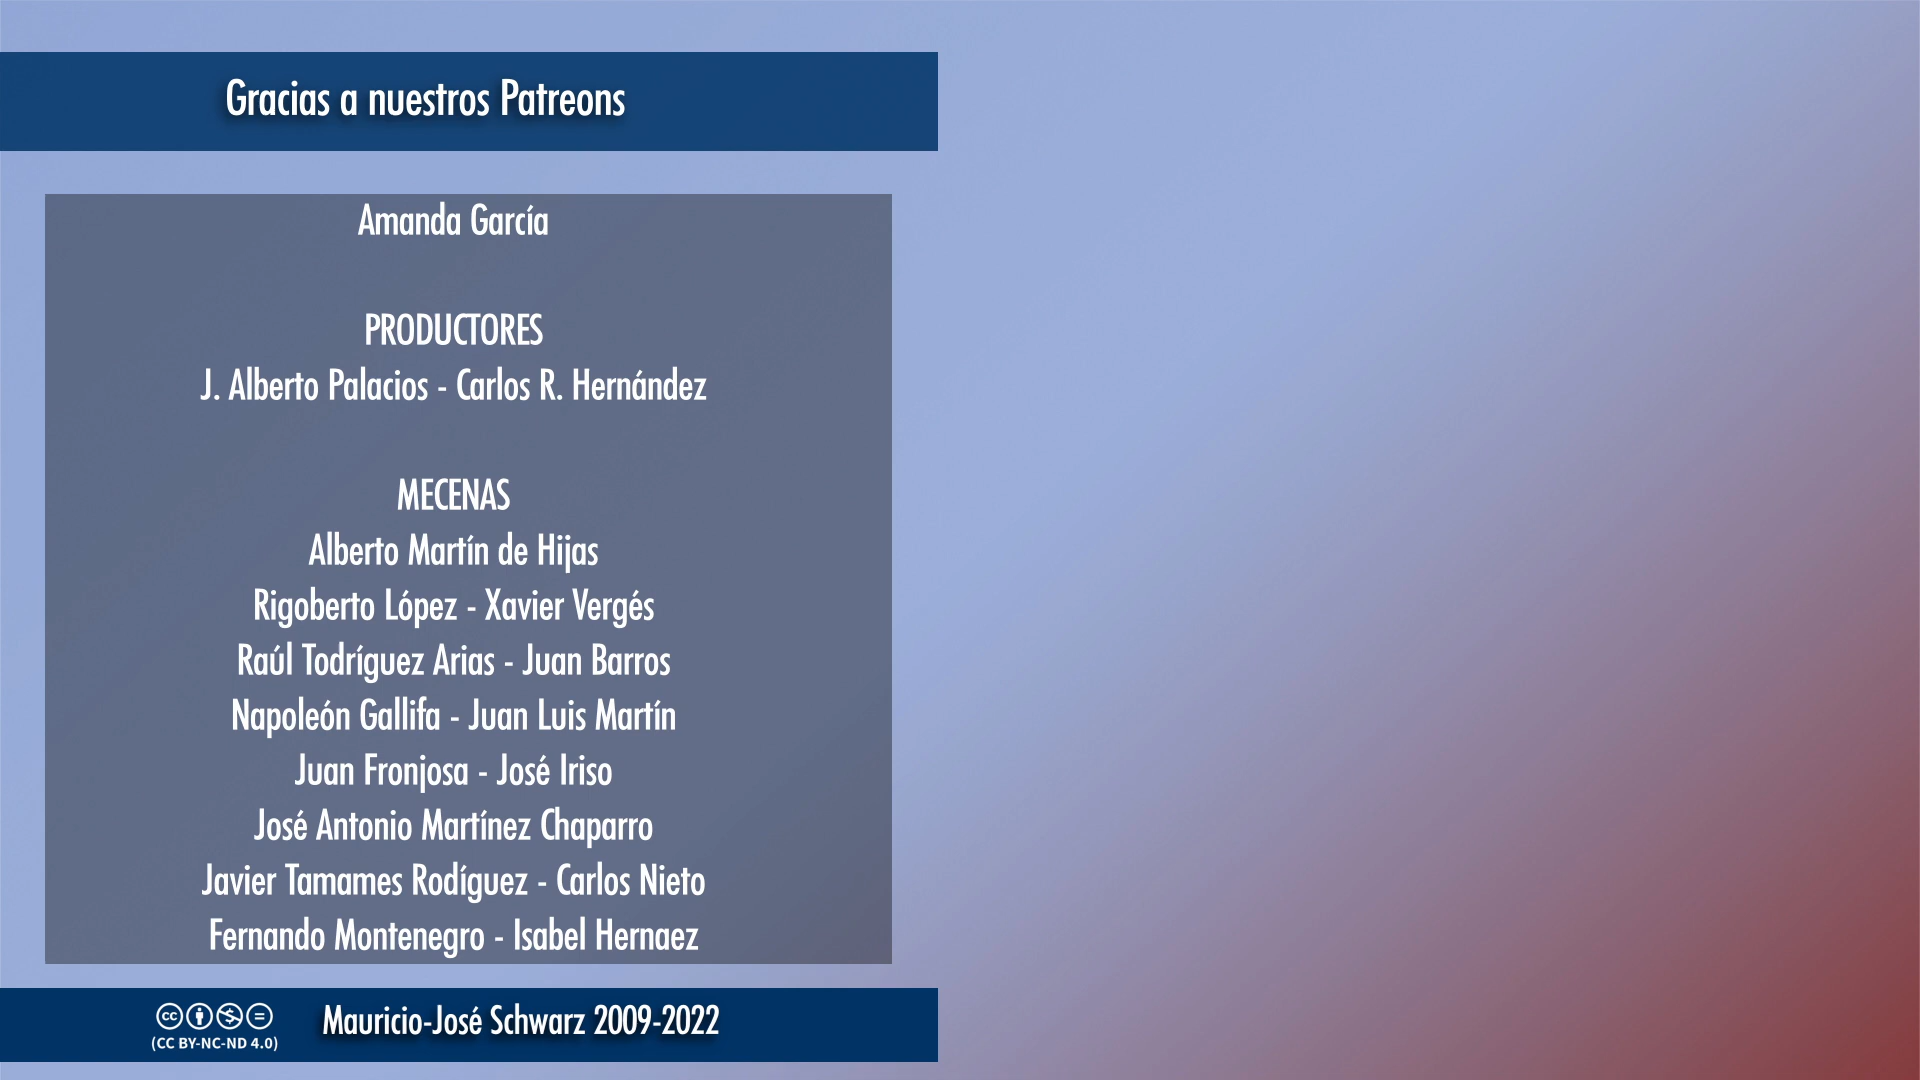 Gracias a nuestros Patreons
Amanda García
PRODUCTORES
J. Alberto Palacios - Carlos R. Hernández
MECENAS
Alberto Martín de Hijas
Rigoberto López - Xavier Vergés
Raúl Todríguez Arias - Juan Barros
Napoleón Gallifa - Juan Luis Martín
Juan Fronjosa - José Iriso
José Antonio Martínez Chaparro
Javier Tamames Rodíguez - Carlos Nieto
Fernando Montenegro - Isabel Hernaez
(CC BY-NC-ND 4.0)
Mauricio-José Schwarz 2009-2022